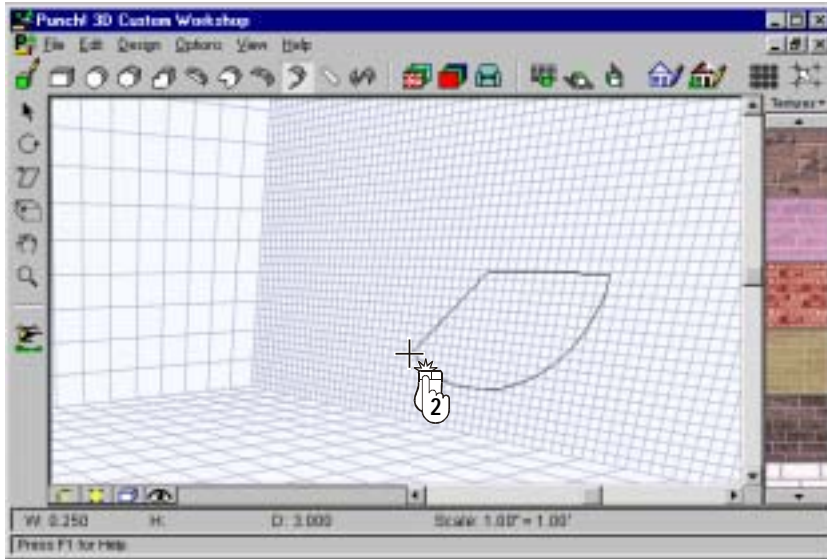 Punch! 3D Custom Workshop
File Edit Design Options View Help
Textures
2
W: 0.250 H: D: 3.000 Scale: 1.00" = 1.00'
Press F1 for Help